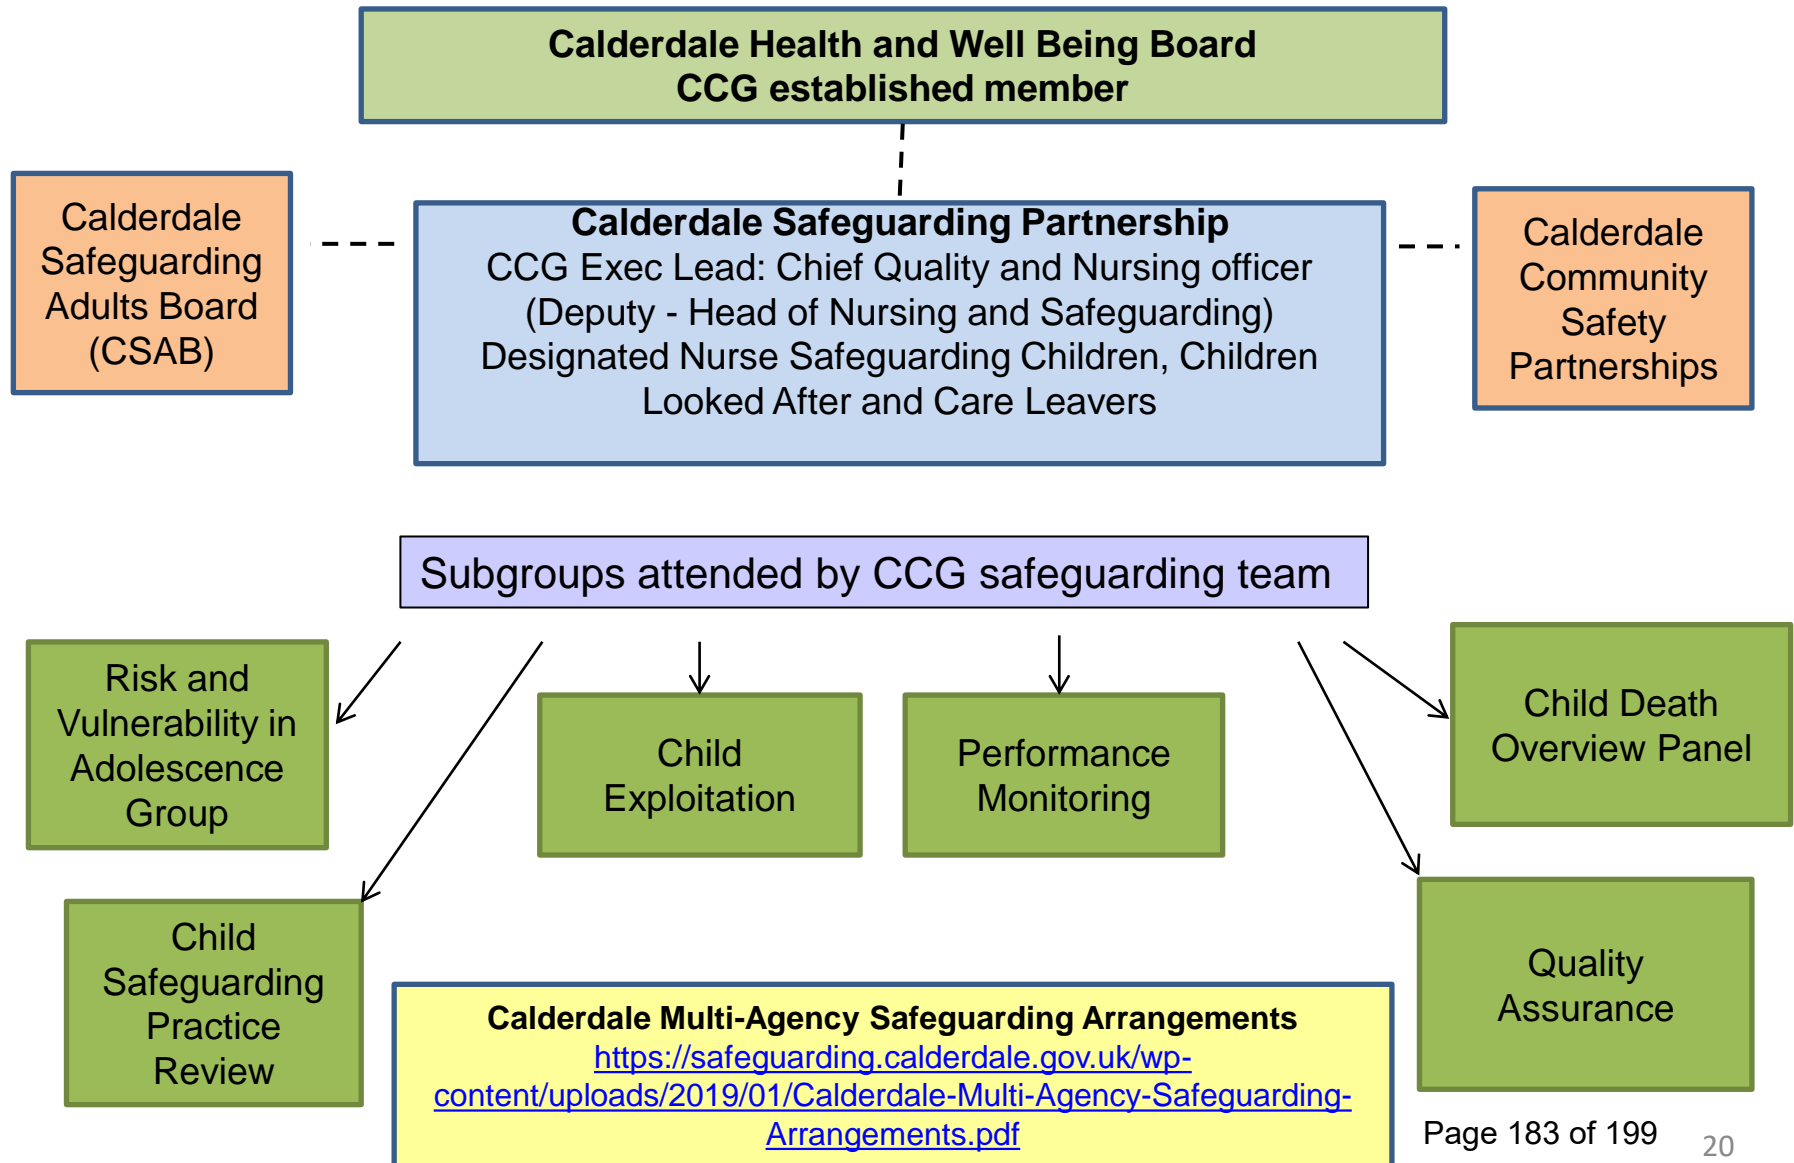 Calderdale Health and Well Being Board
CCG established member
Calderdale
Safeguarding
Adults Board
(CSAB)
Calderdale Safeguarding Partnership
CCG Exec Lead: Chief Quality and Nursing officer
(Deputy - Head of Nursing and Safeguarding)
Designated Nurse Safeguarding Children, Children
Looked After and Care Leavers
Calderdale
Community
Safety
Partnerships
Subgroups attended by CCG safeguarding team
Risk and
Vulnerability in
Adolescence
Group
Child
Exploitation
Performance
Monitoring
Child Death
Overview Panel
Child
Safeguarding
Practice
Review
Quality
Assurance
Calderdale Multi-Agency Safeguarding Arrangements
https://safeguarding.calderdale.gov.uk/wp-
content/uploads/2019/01/Calderdale-Multi-Agency-Safeguarding-
Arrangements.pdf
Page 183 of 199
20